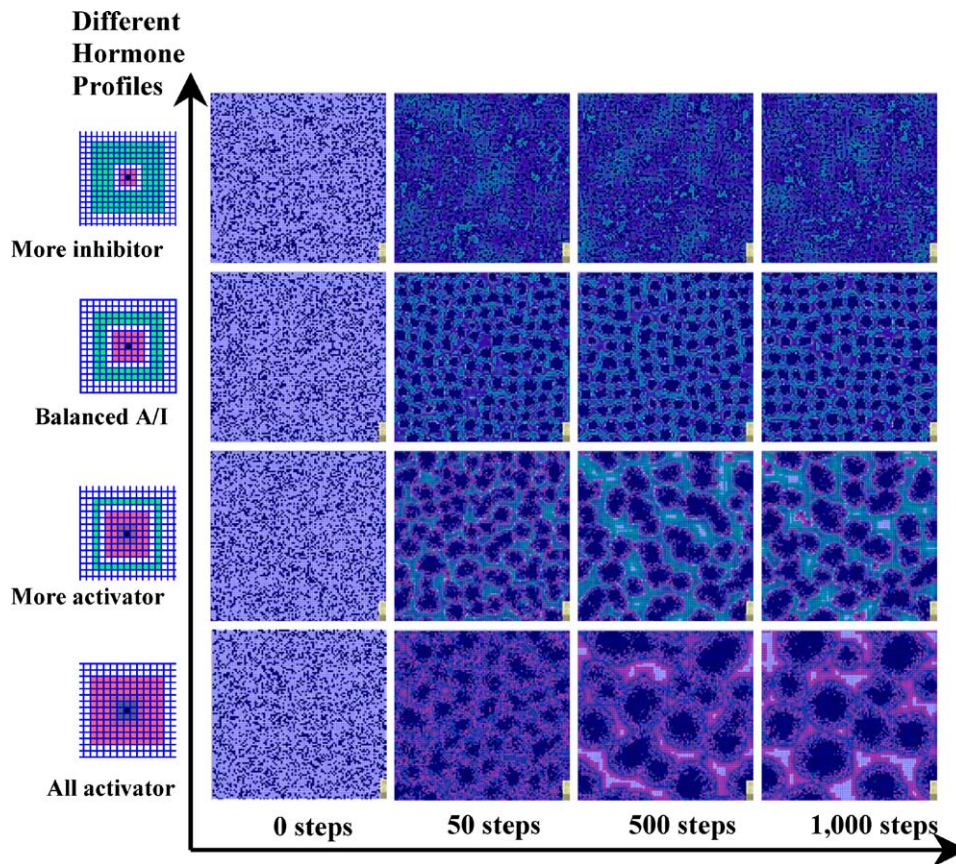 Different
Hormone
Profiles
More inhibitor
Balanced A/I
More activator
All activator
0 steps
50 steps
500 steps
1,000 steps